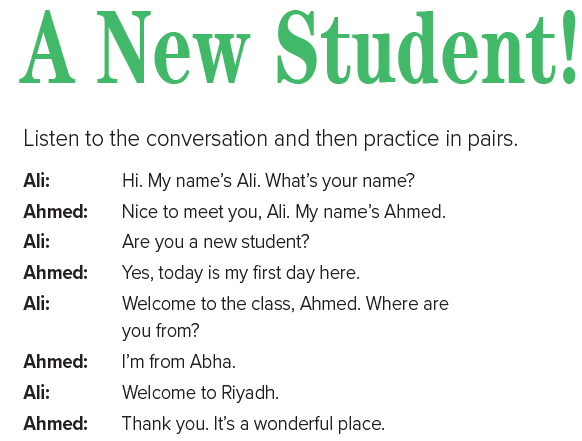 A New Student!
Listen to the conversation and then practice in pairs.
Ali: Hi. My name's Ali. What's your name?
Ahmed: Nice to meet you, Ali. My name's Ahmed.
Ali: Are you a new student?
Ahmed: Yes, today is my first day here.
Ali: Welcome to the class, Ahmed. Where are
you from?
Ahmed: I'm from Abha.
Ali: Welcome to Riyadh.
Ahmed: Thank you. It's a wonderful place.